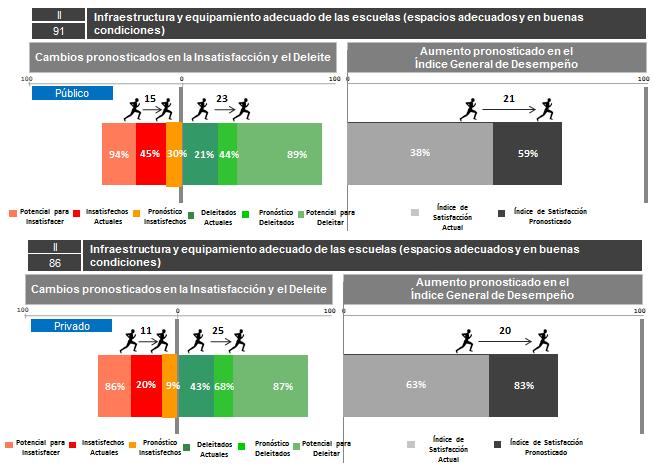 II
91
Infraestructura y equipamiento adecuado de las escuelas (espacios adecuados y en buenas
condiciones)
Cambios pronosticados en la Insatisfacción y el Deleite
Aumento pronosticado en el
Índice General de Desempeño
100
0
100
0
100
Público
15
23
21
94%
45%
30%
21%
44%
89%
38%
59%
Potencial para
Insatisfacer
Insatisfechos
Actuales
Pronóstico
Insatisfechos
Deleitados
Actuales
Pronóstico
Deleitados
Potencial para
Deleitar
Índice de
Satisfacción
Actual
Índice de Satisfacción
Pronosticado
II
86
Infraestructura y equipamiento adecuado de las escuelas (espacios adecuados y en buenas
condiciones)
Cambios pronosticados en la Insatisfacción y el Deleite
Aumento pronosticado en el
Índice General de Desempeño
100
0
100
0
100
Privado
11
25
20
86%
20%
9%
43%
68%
87%
63%
83%
Potencial para
Insatisfacer
Insatisfechos
Actuales
Pronóstico
Insatisfechos
Deleitados
Actuales
Pronóstico
Deleitados
Potencial para
Deleitar
Índice de
Satisfacción
Actual
Índice de Satisfacción
Pronosticado